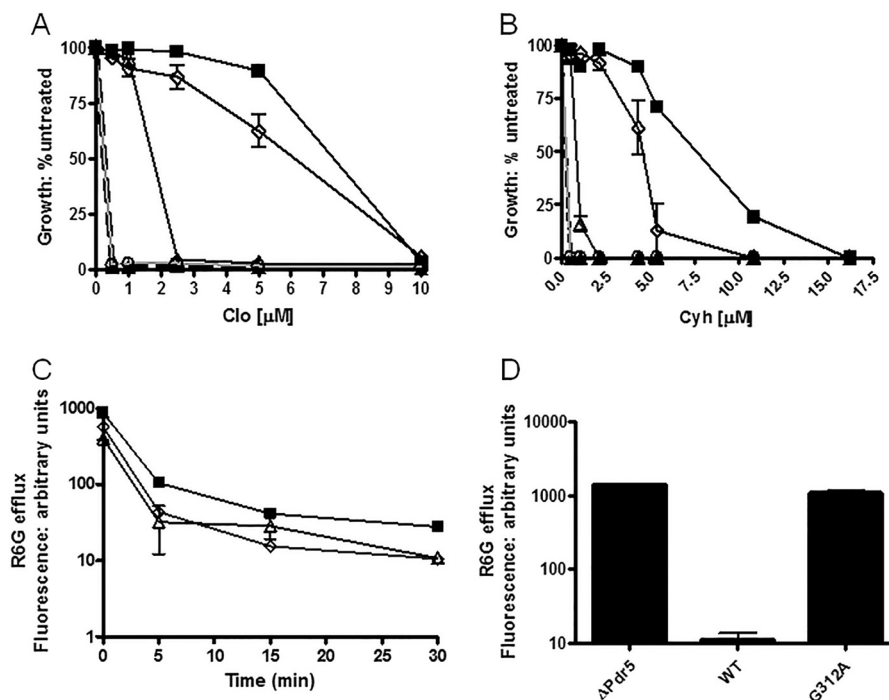 A
100
75
50
25
0
Growth: % untreated
0 1 2 3 4 5 6 7 8 9 10
Clo [µM]
B
100
75
50
25
0
Growth: % untreated
0.0 2.5 5.0 7.5 10.0 12.5 15.0 17.5
Cyh [µM]
C
1000
100
10
1
R6G efflux
Fluorescence: arbitrary units
0 5 10 15 20 25 30
Time (min)
D
10000
1000
100
10
R6G efflux
Fluorescence: arbitrary units
ΔPdr5 WT G312A